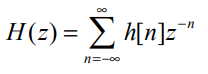 H(z) = ∑_{n=-∞}^{∞} h[n]z^{-n}